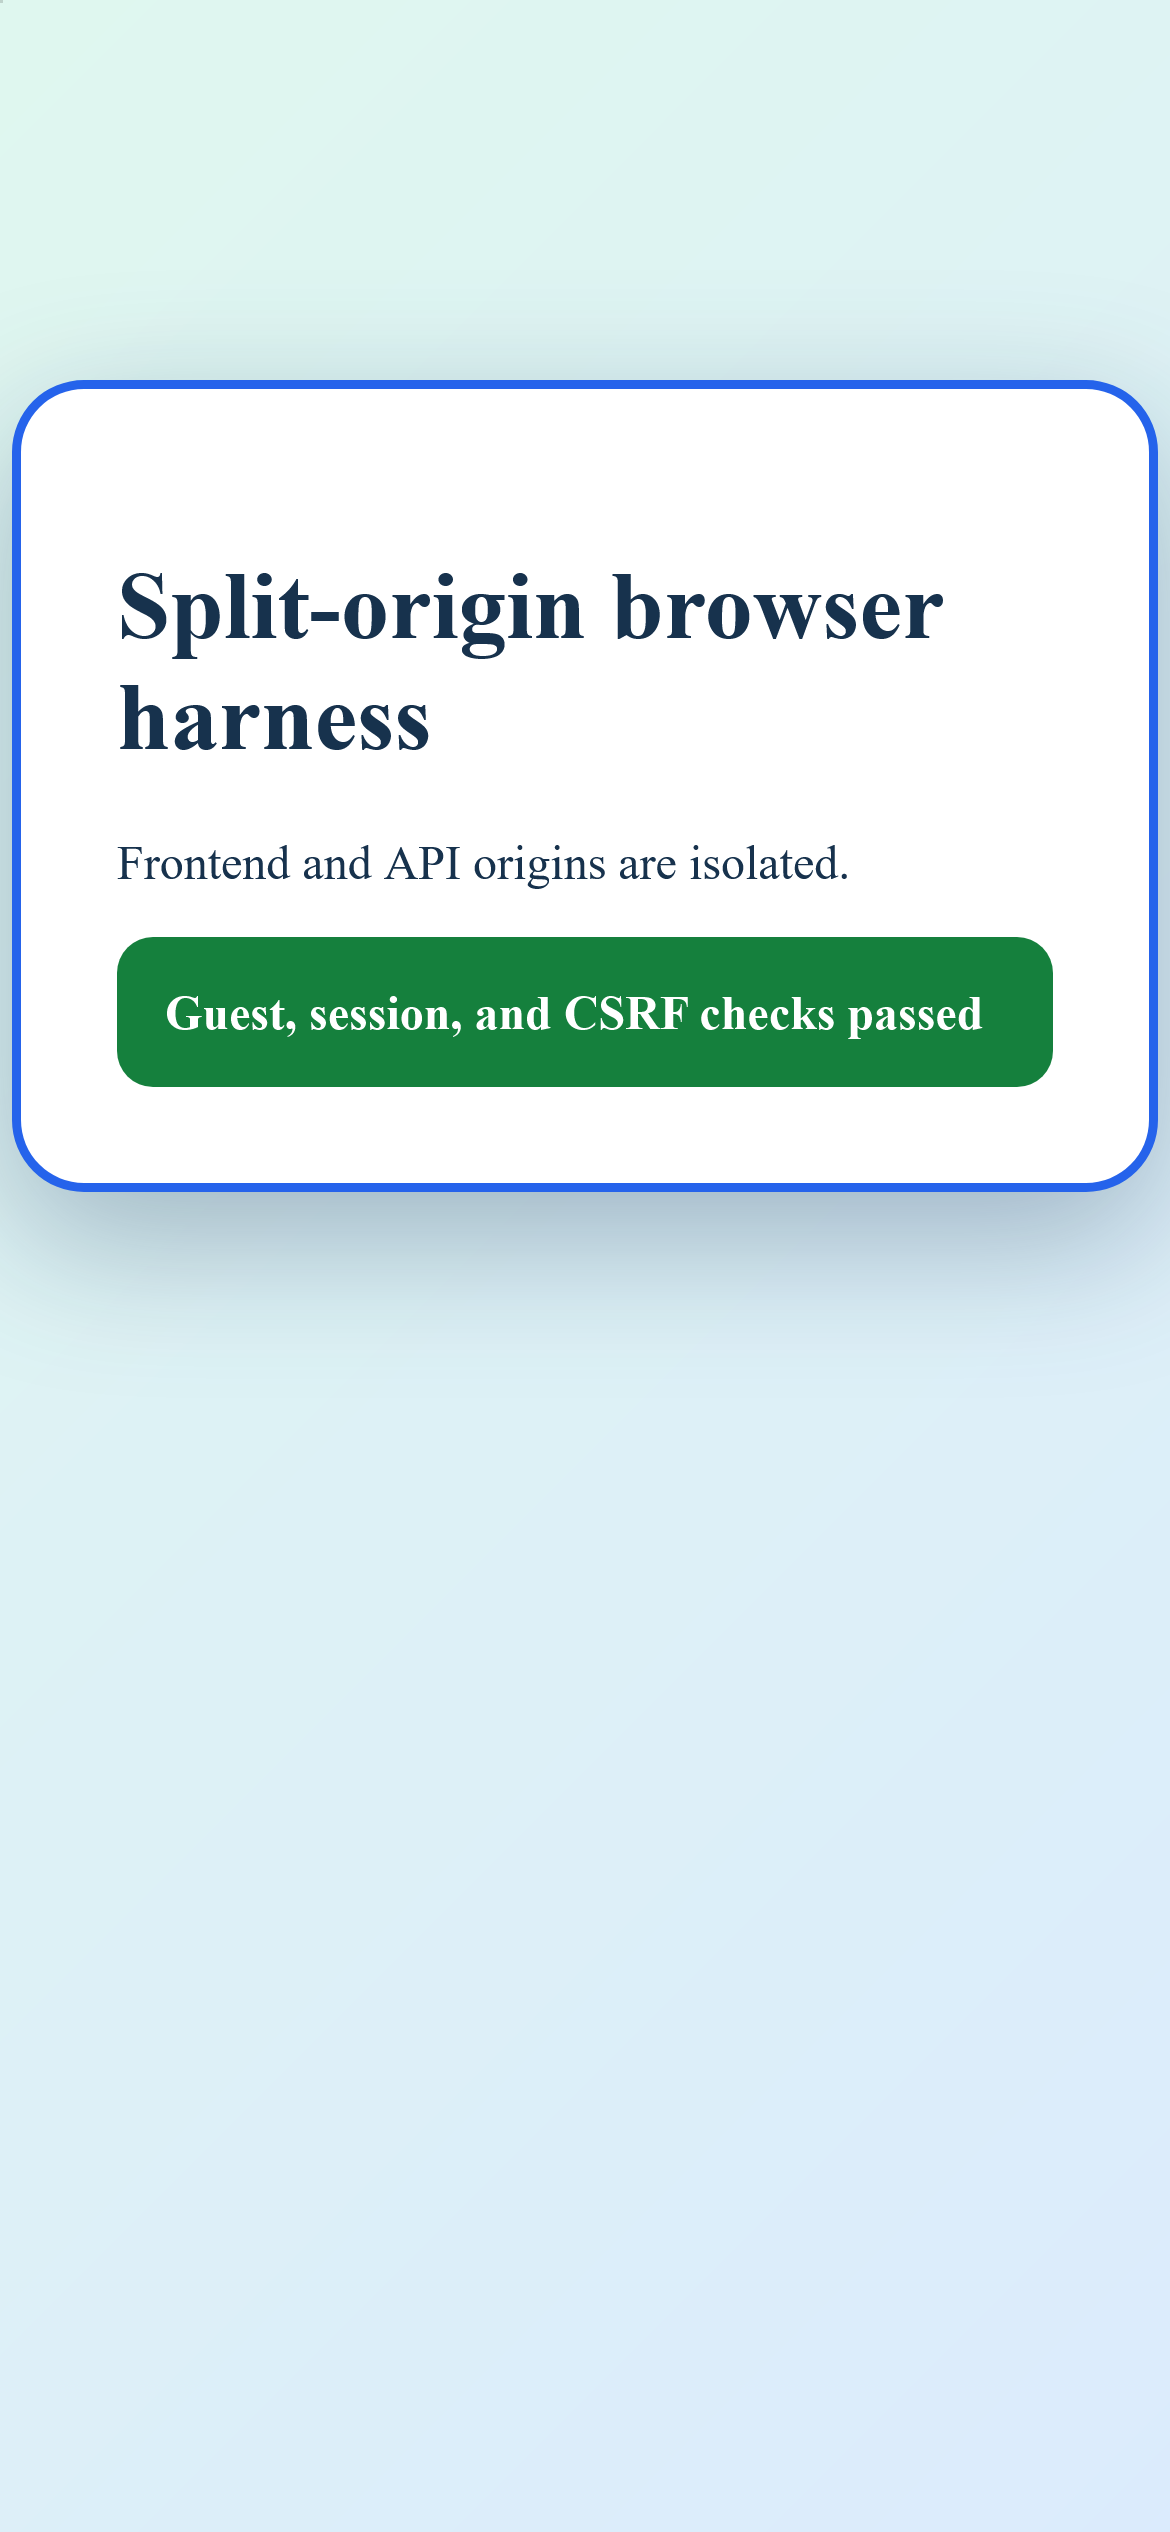 Split-origin browser
harness
Frontend and API origins are isolated.
Guest, session, and CSRF checks passed